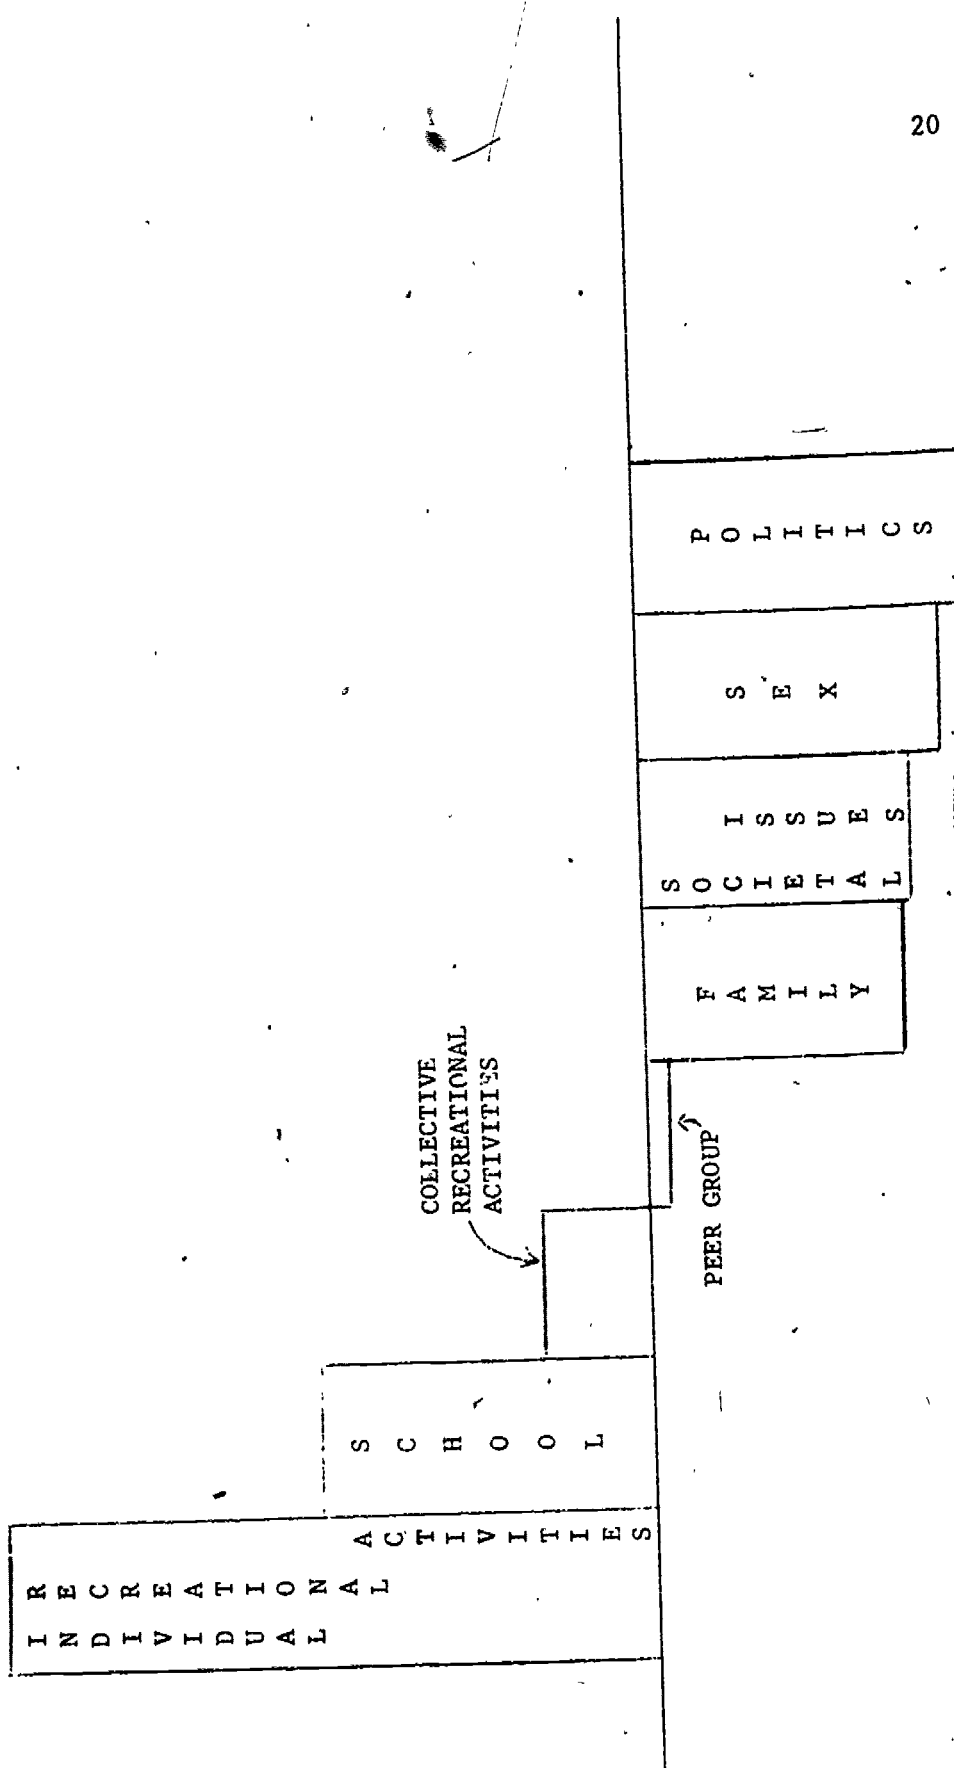 20
INDIVIDUAL
RECREATIONAL
ACTIVITIES
SCHOOL
COLLECTIVE
RECREATIONAL
ACTIVITIES
PEER GROUP
FAMILY
SOCIETAL
ISSUES
SEX
POLITICS